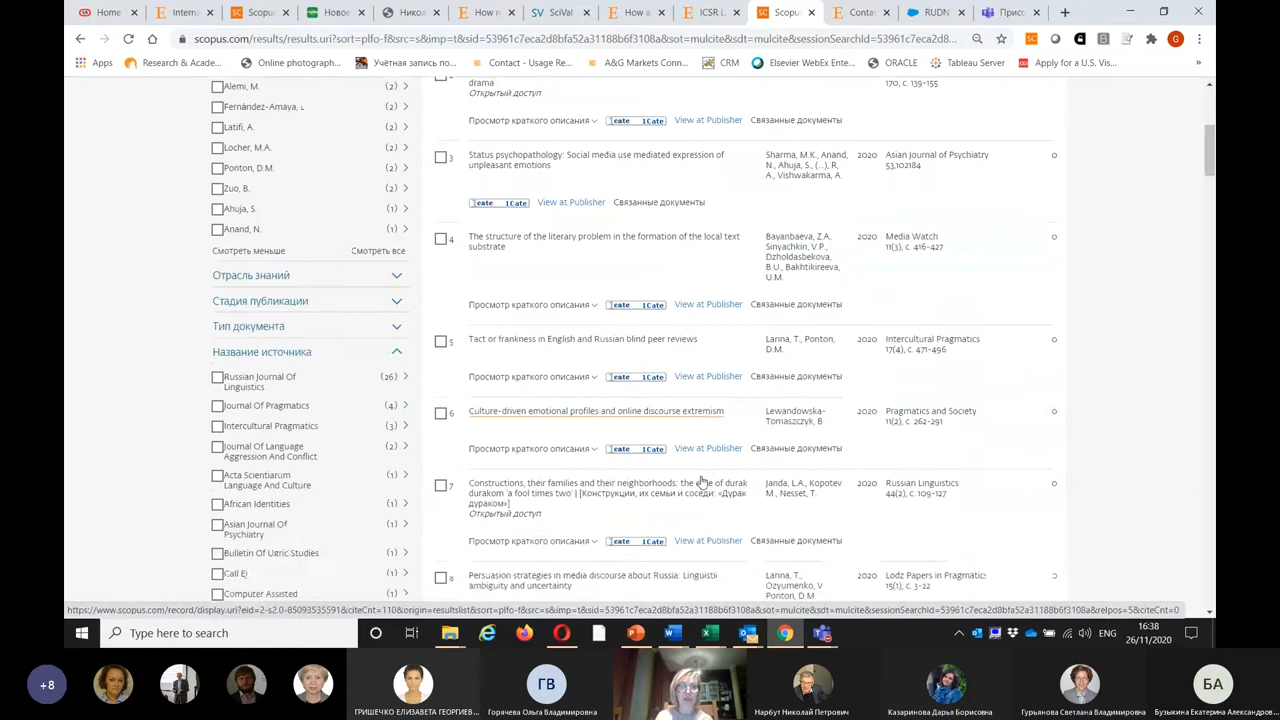 Home
Interna
Scopus
Новое
Никол
How r
SciVal
How a
ICSR La
Scopus
Contac
RUDN
Присо
scopus.com/results/results.uri?sort=plf-f&src=s&imp=t&sid=53961c7eca2d8bfa52a31188b6f3108a&sot=mulcite&sdt=mulcite&sessionSearchId=53961c7eca2d8bfa52a31188b6f3108a&relpos=...
Apps
Research & Acade...
Online photograph...
Учётная запись по...
Contact - Usage Re...
A&G Marketing Conn...
CRM
Elsevier WebEx Ente...
ORACLE
Tableau Server
Apply for a U.S. Vis...
Alemi, M. (2)
Fernández-Amaya, L (2)
Latifi, A. (2)
Locher, M.A. (2)
Ponton, D.M. (2)
Zuo, B. (2)
Ahuja, S. (1)
Anand, N. (1)
Смотреть меньше Смотреть все
Отрасль знаний
Стадия публикации
Тип документа
Название источника
Russian Journal Of (26)
Linguistics
Journal Of Pragmatics (4)
Intercultural Pragmatics (3)
Journal Of Language (2)
Aggression And Conflict
Acta Scientiarum (1)
Language And Culture
African Identities (1)
Asian Journal Of (1)
Psychiatry
Bulletin Of Ugric Studies (1)
Call Ej (1)
Computer Assisted (1)
drama 170, с. 139-155
Открытый доступ
Просмотр краткого описания View at Publisher Связанные документы
3 Status psychopathology: Social media use mediated expression of Sharma, M.K., Anand, 2020 Asian Journal of Psychiatry 0
unpleasant emotions N., Ahuja, S., (...), R, 53,102184
A., Vishwakarma, A.
View at Publisher Связанные документы
4 The structure of the literary problem in the formation of the local text Bayanbaeva, Z.A, 2020 Media Watch 0
substrate Sinyachkin, V.P., 11(3), с. 416-427
Dzholdasbekova,
B.U., Bakhtikireeva,
U.M.
Просмотр краткого описания View at Publisher Связанные документы
5 Tact or frankness in English and Russian blind peer reviews Larina, T., Ponton, 2020 Intercultural Pragmatics 0
D.M. 17(4), с. 471-496
Просмотр краткого описания View at Publisher Связанные документы
6 Culture-driven emotional profiles and online discourse extremism Lewandowska- 2020 Pragmatics and Society 0
Tomaszczyk, B 11(2), с. 262-291
Просмотр краткого описания View at Publisher Связанные документы
7 Constructions, their families and their neighborhoods: the case of durak Janda, L.A., Kopotev 2020 Russian Linguistics 0
durakom 'a fool times two' | [Конструкции, их семьи и соседи: «Дурак M., Nesset, T. 44(2), с. 109-127
дураком»]
Открытый доступ
Просмотр краткого описания View at Publisher Связанные документы
8 Persuasion strategies in media discourse about Russia: Linguistic Larina, T., 2020 Lodz Papers in Pragmatics 0
ambiguity and uncertainty Ozyumenko, V 15(1), с. 3-22
Ponton, D.M.
https://www.scopus.com/record/display.uri?eid=2-s2.0-85093535591&citeCnt=110&origin=resultslist&sort=plfo-f&src=s&imp=t&sid=53961c7eca2d8bfa52a31188b6f3108a&sot=mulcite&sdt=mulcite&sessionSearchId=53961c7eca2d8bfa52a31188b6f3108a&relpos=5&citeCnt=0
Type here to search
ENG
16:38
26/11/2020
+8
ГРИШЕЧКО ЕЛИЗАВЕТА ГЕОРГИЕВ...
ГВ
Горячева Ольга Владимировна
Нарбут Николай Петрович
Казаринова Дарья Борисовна
Гурьянова Светлана Владимировна
БА
Бузыкина Екатерина Александров...